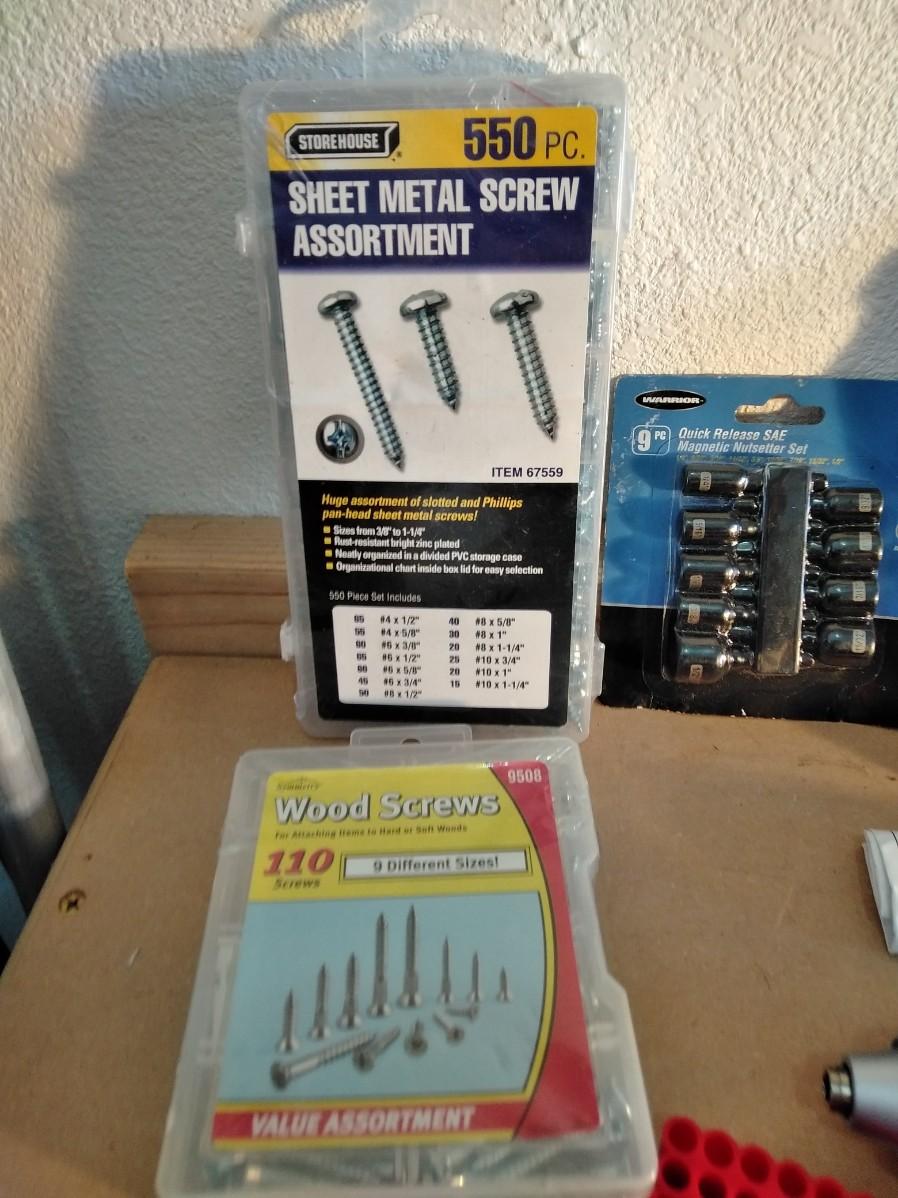 STOREHOUSE
550 PC.
SHEET METAL SCREW
ASSORTMENT
ITEM 67559
Huge assortment of slotted and Phillips
pan-head sheet metal screws!
Sizes from 3/8" to 1-1/4"
Rust-resistant bright zinc plated
Neatly organized in a divided PVC storage case
Organizational chart inside box lid for easy selection
550 Piece Set Includes
#4 x 1/2"
55 #4 x 5/8"
#6 x 3/8"
#6 x 1/2"
#6 x 5/8"
45 #6 x 3/4"
50 #8 x 1/2"
40 #8 x 5/8"
30 #8 x 1"
20 #8 x 1-1/4"
25 #10 x 3/4"
20 #10 x 1"
15 #10 x 1-1/4"
WARRIOR
9 PC
Quick Release SAE
Magnetic Nutsetter Set
9508
Wood Screws
For Attaching Items to Hard or Soft Woods
110
Screws
9 Different Sizes!
VALUE ASSORTMENT